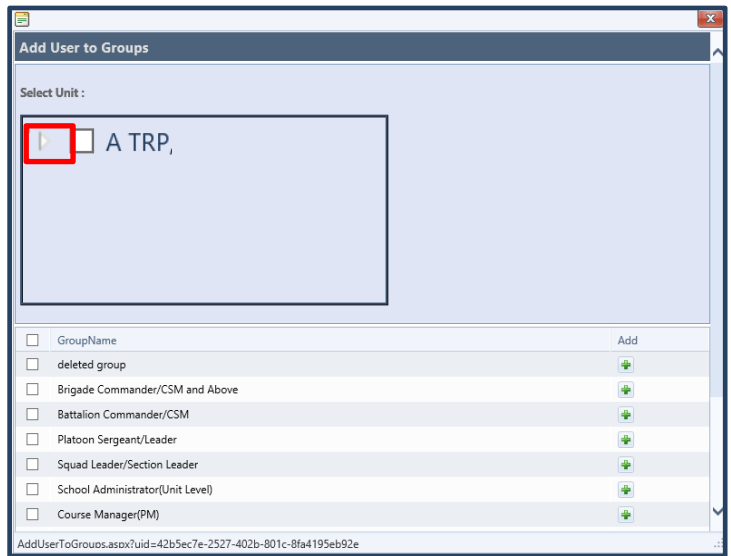 Add User to Groups
Select Unit :
A TRP,
GroupName Add
deleted group
Brigade Commander/CSM and Above
Battalion Commander/CSM
Platoon Sergeant/Leader
Squad Leader/Section Leader
School Administrator(Unit Level)
Course Manager(PM)
AddUserToGroups.aspx?uid=42b5ec7e-2527-402b-801c-8fa4195eb92e